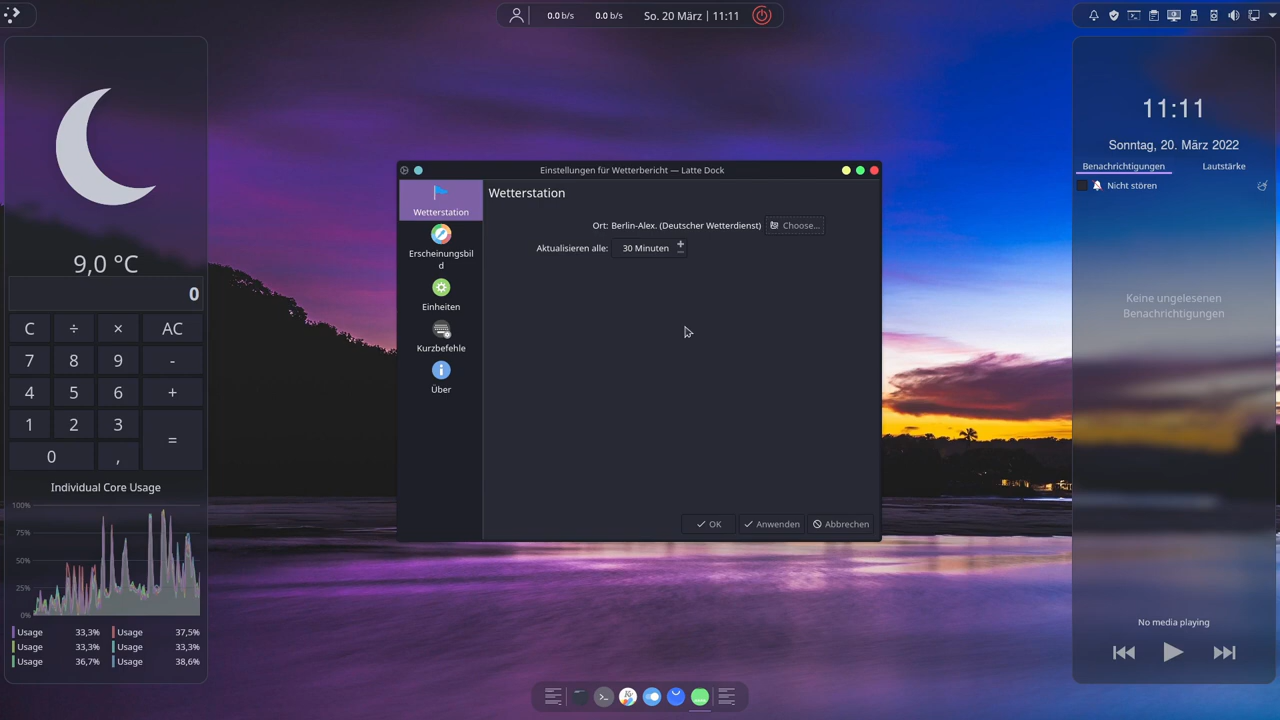 0.0 b/s 0.0 b/s So. 20 März | 11:11
9,0 °C
0
C ÷ × AC
7 8 9 -
4 5 6 +
1 2 3 =
0 ,
Individual Core Usage
100%
75%
50%
25%
0%
Usage 33,3% Usage 37,5%
Usage 33,3% Usage 33,3%
Usage 36,7% Usage 38,6%
Einstellungen für Wetterbericht — Latte Dock
Wetterstation
Erscheinungsbil
d
Einheiten
Kurzbefehle
Über
Wetterstation
Ort: Berlin-Alex. (Deutscher Wetterdienst) Choose...
Aktualisieren alle: 30 Minuten
OK Anwenden Abbrechen
11:11
Sonntag, 20. März 2022
Benachrichtigungen Lautstärke
Nicht stören
Keine ungelesenen
Benachrichtigungen
No media playing